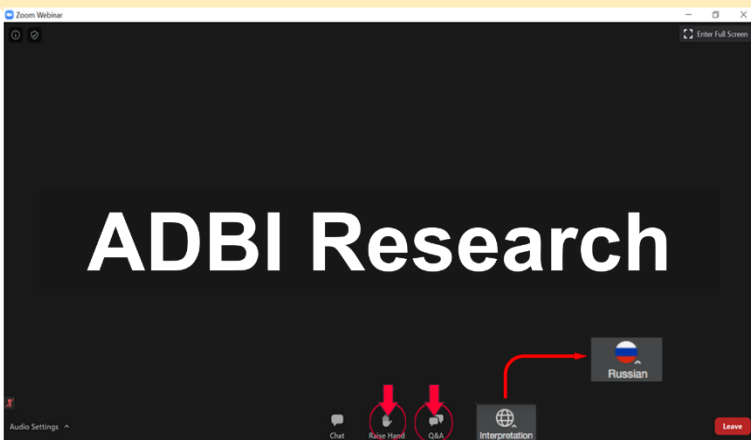 Zoom Webinar
Enter Full Screen
ADBI Research
Russian
Audio Settings
Chat
Raise Hand
Q&A
Interpretation
Leave